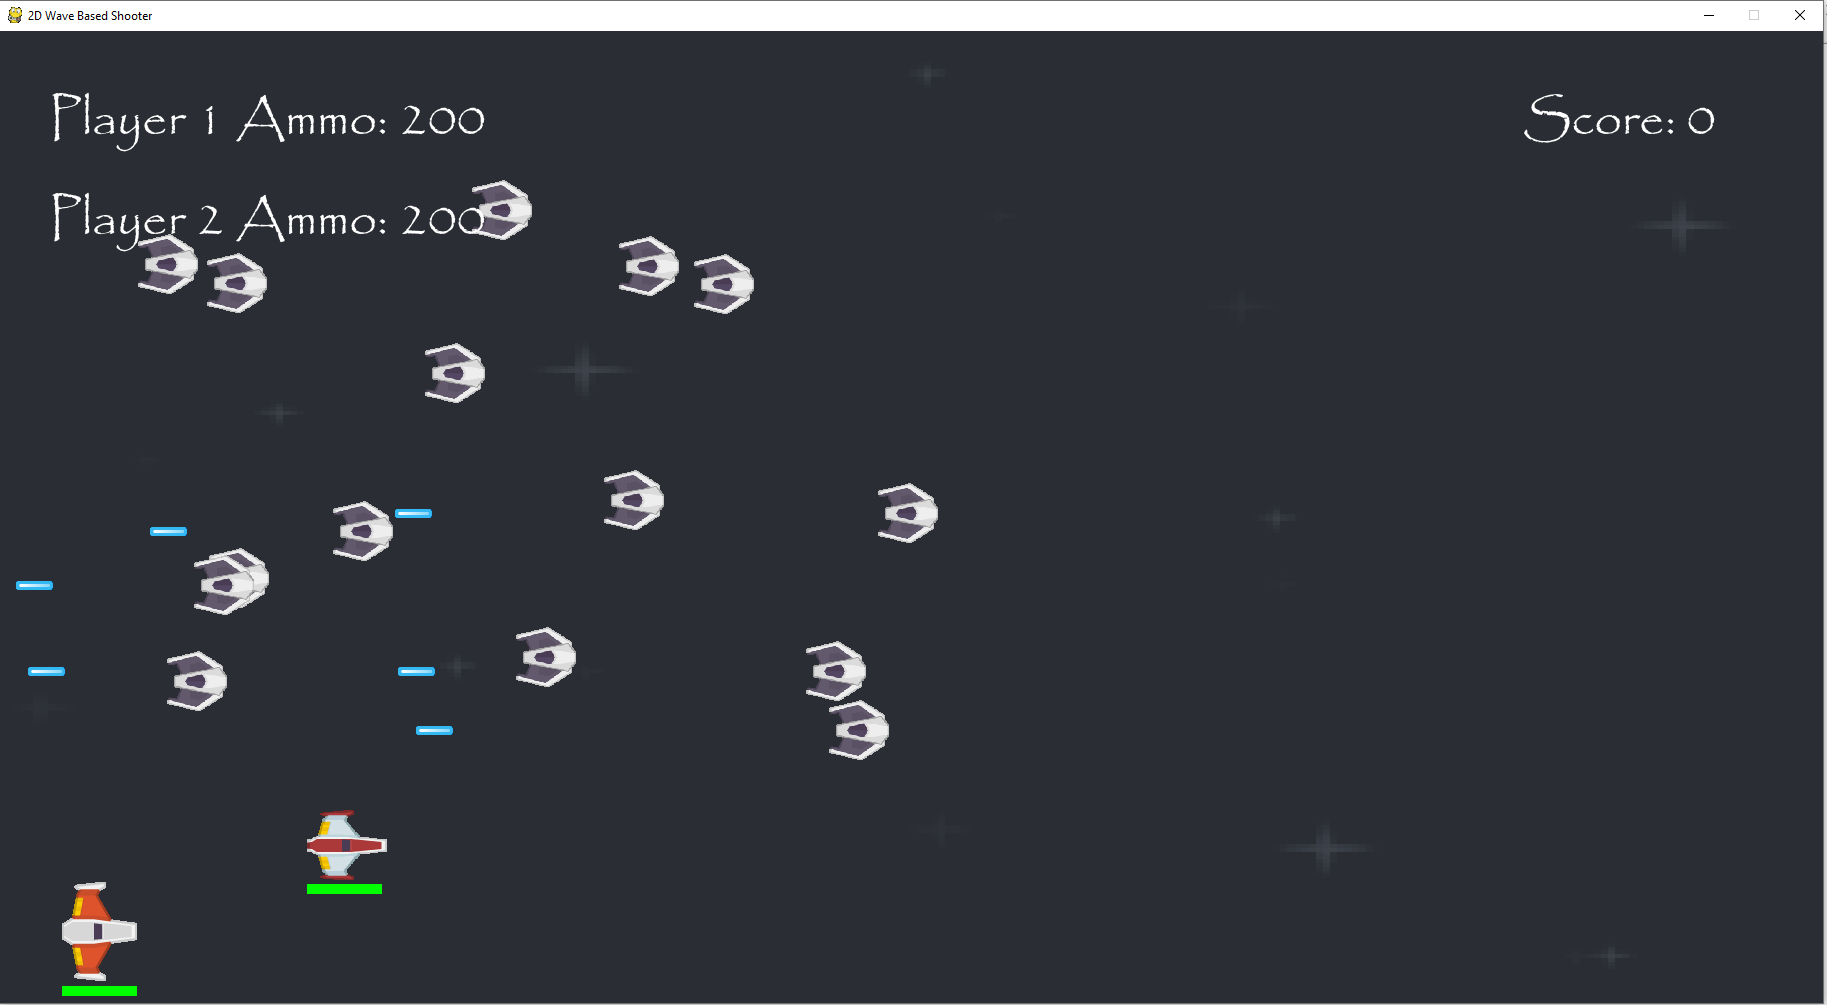 2D Wave Based Shooter
Player 1 Ammo: 200
Score: 0
Player 2 Ammo: 200